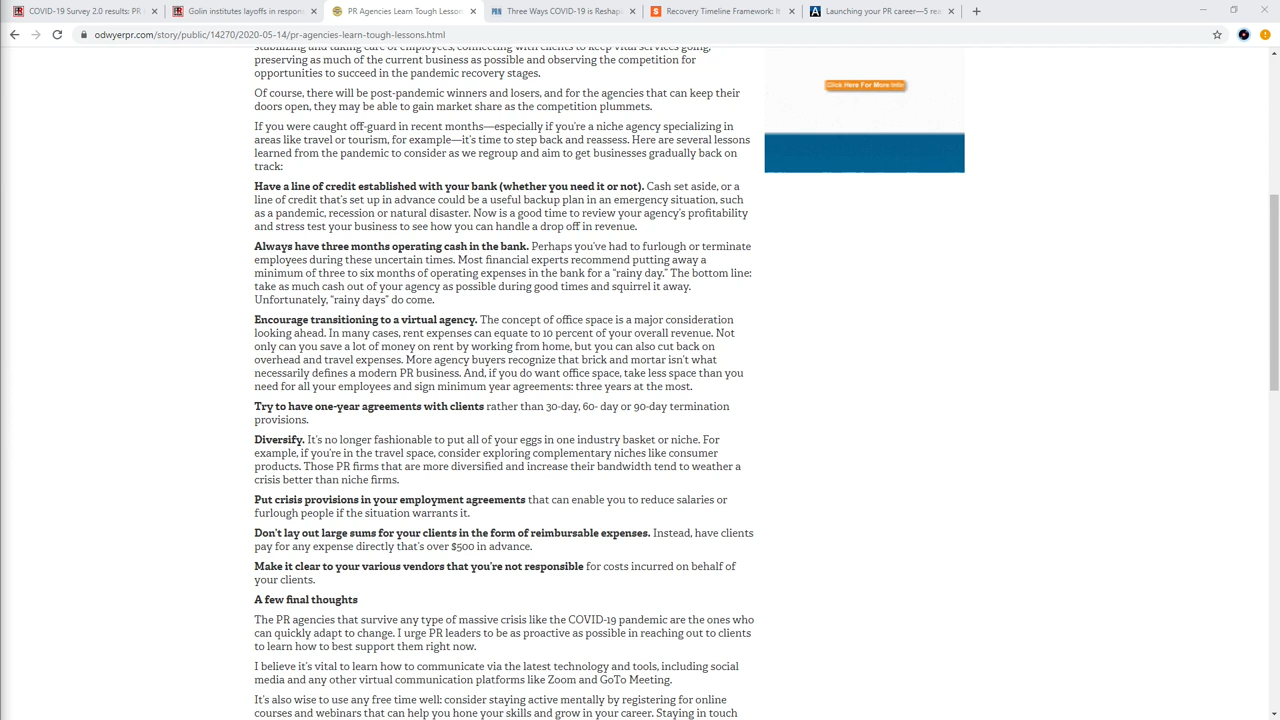 COVID-19 Survey 2.0 results: PR
Golin institutes layoffs in respon
PR Agencies Learn Tough Lesson
Three Ways COVID-19 is Reshap
Recovery Timeline Framework: It
Launching your PR career—5 rea
odwyerpr.com/story/public/14270/2020-05-14/pr-agencies-learn-tough-lessons.html
stabilizing and taking care of employees, connecting with clients to keep vital services going,
preserving as much of the current business as possible and observing the competition for
opportunities to succeed in the pandemic recovery stages.
Of course, there will be post-pandemic winners and losers, and for the agencies that can keep their
doors open, they may be able to gain market share as the competition plummets.
If you were caught off-guard in recent months—especially if you're a niche agency specializing in
areas like travel or tourism, for example—it's time to step back and reassess. Here are several lessons
learned from the pandemic to consider as we regroup and aim to get businesses gradually back on
track:
Have a line of credit established with your bank (whether you need it or not). Cash set aside, or a
line of credit that's set up in advance could be a useful backup plan in an emergency situation, such
as a pandemic, recession or natural disaster. Now is a good time to review your agency's profitability
and stress test your business to see how you can handle a drop off in revenue.
Always have three months operating cash in the bank. Perhaps you've had to furlough or terminate
employees during these uncertain times. Most financial experts recommend putting away a
minimum of three to six months of operating expenses in the bank for a "rainy day." The bottom line:
take as much cash out of your agency as possible during good times and squirrel it away.
Unfortunately, "rainy days" do come.
Encourage transitioning to a virtual agency. The concept of office space is a major consideration
looking ahead. In many cases, rent expenses can equate to 10 percent of your overall revenue. Not
only can you save a lot of money on rent by working from home, but you can also cut back on
overhead and travel expenses. More agency buyers recognize that brick and mortar isn't what
necessarily defines a modern PR business. And, if you do want office space, take less space than you
need for all your employees and sign minimum year agreements: three years at the most.
Try to have one-year agreements with clients rather than 30-day, 60- day or 90-day termination
provisions.
Diversify. It's no longer fashionable to put all of your eggs in one industry basket or niche. For
example, if you're in the travel space, consider exploring complementary niches like consumer
products. Those PR firms that are more diversified and increase their bandwidth tend to weather a
crisis better than niche firms.
Put crisis provisions in your employment agreements that can enable you to reduce salaries or
furlough people if the situation warrants it.
Don't lay out large sums for your clients in the form of reimbursable expenses. Instead, have clients
pay for any expense directly that's over $500 in advance.
Make it clear to your various vendors that you're not responsible for costs incurred on behalf of
your clients.
A few final thoughts
The PR agencies that survive any type of massive crisis like the COVID-19 pandemic are the ones who
can quickly adapt to change. I urge PR leaders to be as proactive as possible in reaching out to clients
to learn how to best support them right now.
I believe it's vital to learn how to communicate via the latest technology and tools, including social
media and any other virtual communication platforms like Zoom and GoTo Meeting.
It's also wise to use any free time well: consider staying active mentally by registering for online
courses and webinars that can help you hone your skills and grow in your career. Staying in touch
Click Here For More Info